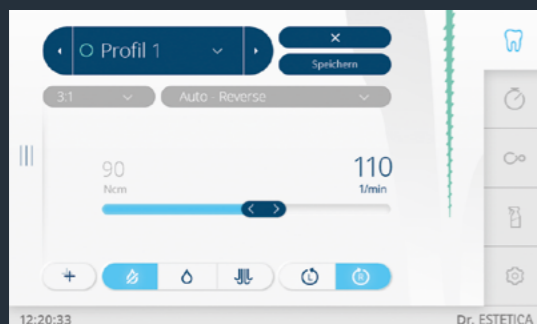 Profil 1
Speichern
3:1
Auto - Reverse
90
Ncm
110
1/min
L
R
12:20:33
Dr. ESTETICA